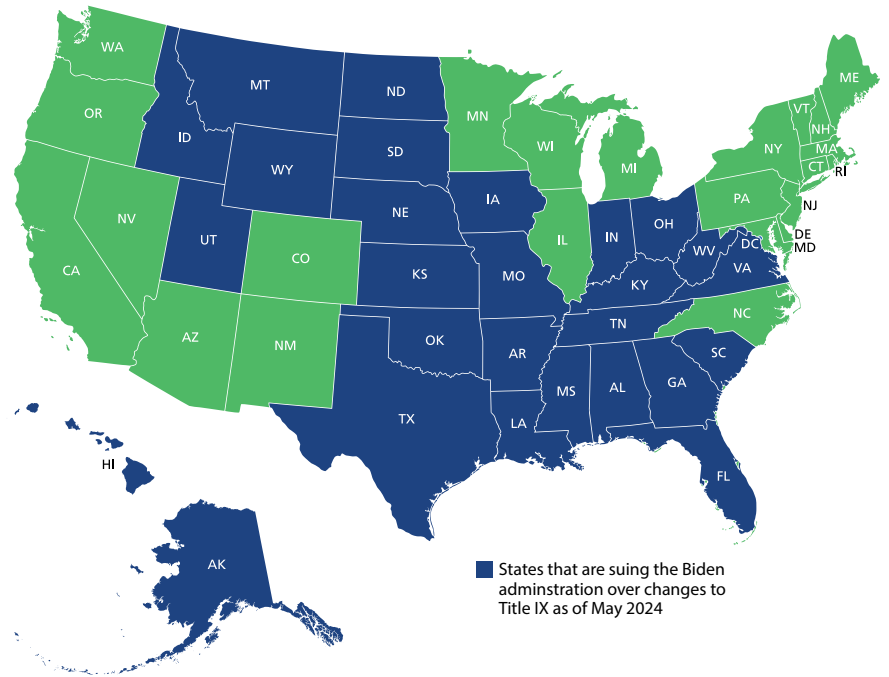 WA
MT
ND
MN
ME
OR
ID
SD
WI
MI
VT
NH
NY
MA
CT
RI
WY
IA
NE
PA
NJ
NV
UT
CO
IL
IN
OH
DE
MD
DC
WV
VA
CA
KS
MO
KY
NC
AZ
NM
OK
TN
AR
SC
MS
AL
GA
TX
LA
FL
HI
AK
States that are suing the Biden
adminstration over changes to
Title IX as of May 2024